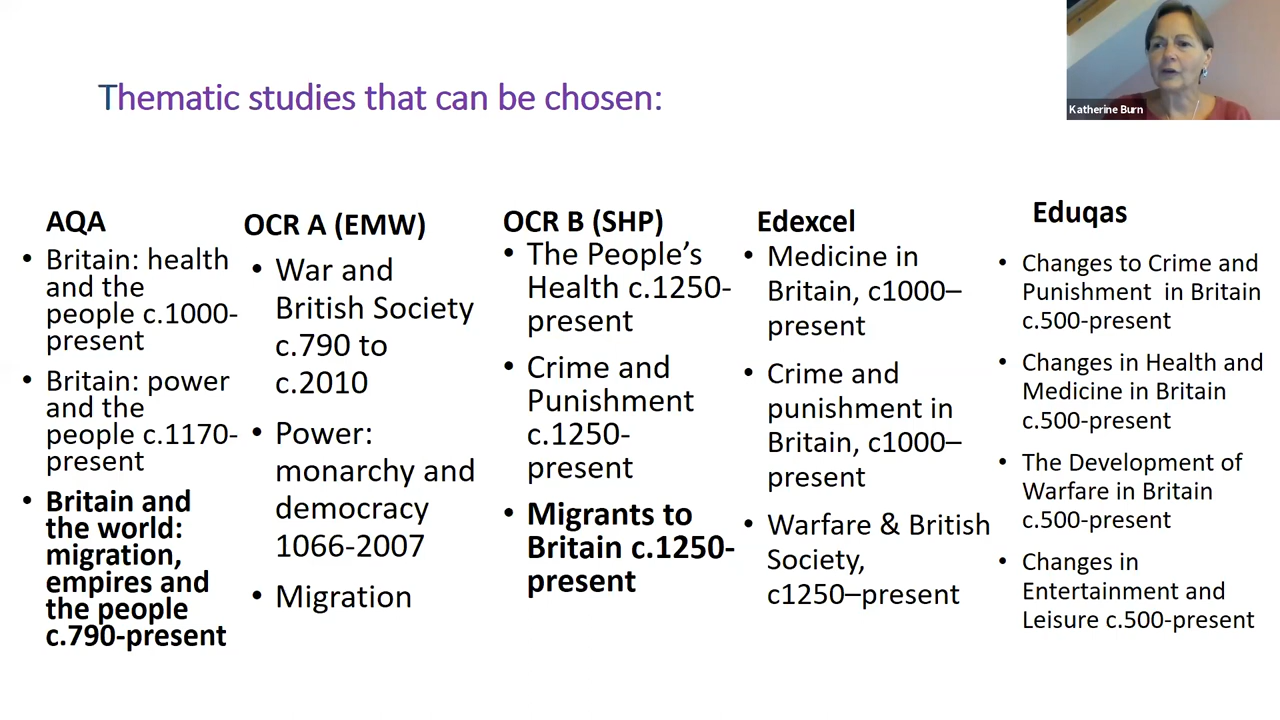 Thematic studies that can be chosen:
Katherine Burn
AQA
• Britain: health
and the
people c.1000-
present
• Britain: power
and the
people c.1170-
present
• Britain and
the world:
migration,
empires and
the people
c.790-present
OCR A (EMW)
• War and
British Society
c.790 to
c.2010
• Power:
monarchy and
democracy
1066-2007
• Migration
OCR B (SHP)
• The People’s
Health c.1250-
present
• Crime and
Punishment
c.1250-
present
• Migrants to
Britain c.1250-
present
Edexcel
• Medicine in
Britain, c1000–
present
• Crime and
punishment in
Britain, c1000–
present
• Warfare & British
Society,
c1250–present
Eduqas
• Changes to Crime and
Punishment in Britain
c.500-present
• Changes in Health and
Medicine in Britain
c.500-present
• The Development of
Warfare in Britain
c.500-present
• Changes in
Entertainment and
Leisure c.500-present